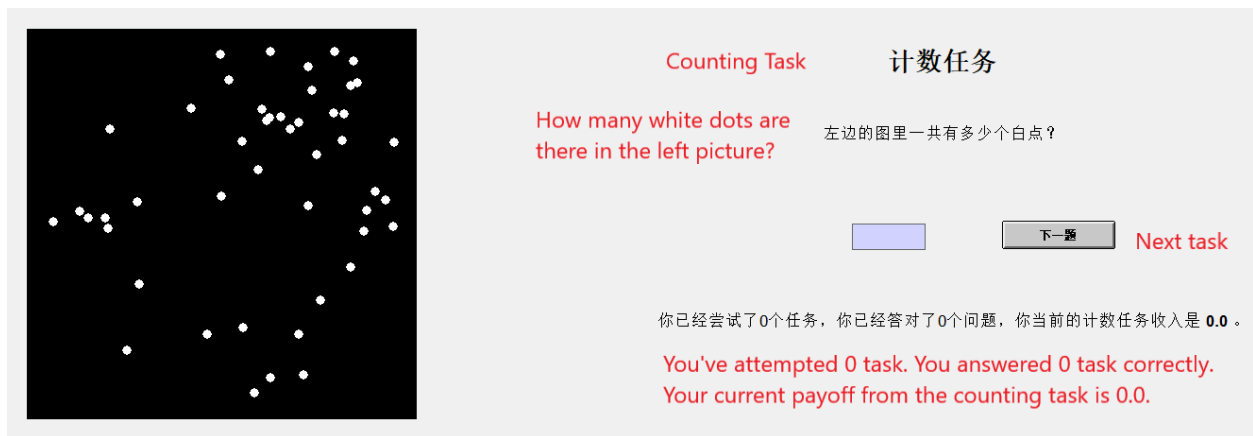 Counting Task
计数任务
How many white dots are
there in the left picture?
左边的图里一共有多少个白点？
下一题
Next task
你已经尝试了0个任务，你已经答对了0个问题，你当前的计数任务收入是 0.0 。
You've attempted 0 task. You answered 0 task correctly.
Your current payoff from the counting task is 0.0.